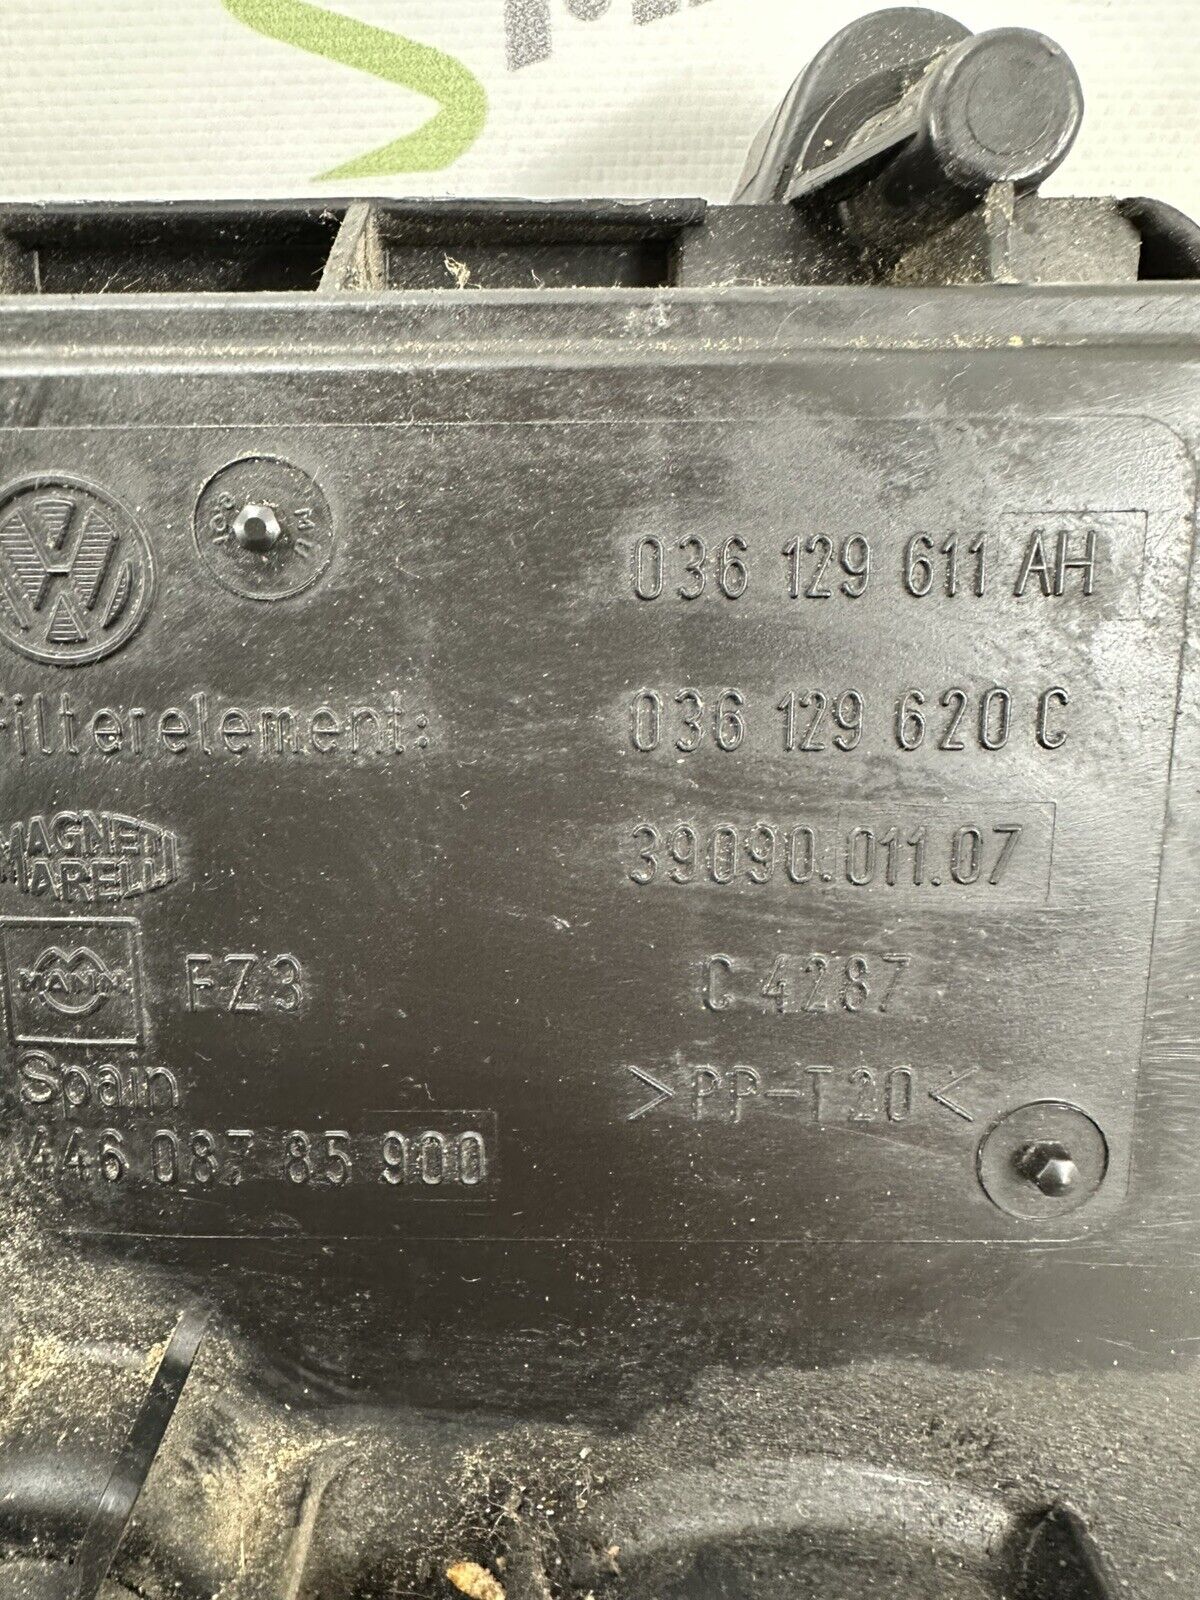 036 129 611 AH
Filterelement: 036 129 620 C
MAGNETI MARELLI 39090.011.07
MANN FZ3 C 4287
Spain >PP-T20<
446 087 85 900